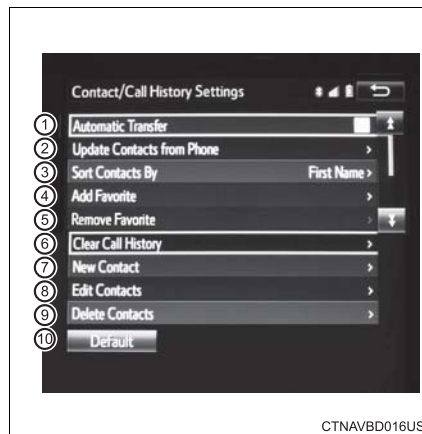 Contact/Call History Settings
① Automatic Transfer
② Update Contacts from Phone >
③ Sort Contacts By First Name >
④ Add Favorite >
⑤ Remove Favorite >
⑥ Clear Call History >
⑦ New Contact >
⑧ Edit Contacts >
⑨ Delete Contacts >
⑩ Default
CTNAVBD016US